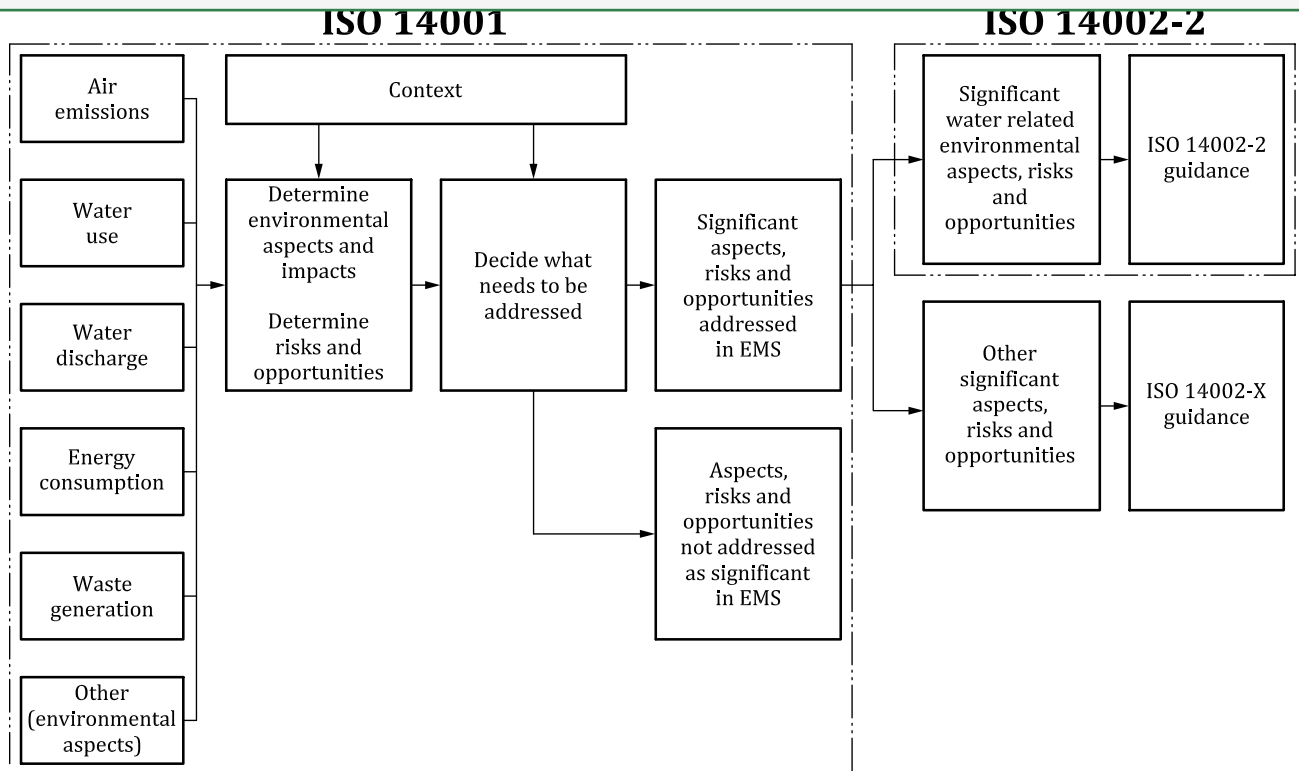 ISO 14001
ISO 14002-2
Air
emissions
Water
use
Water
discharge
Energy
consumption
Waste
generation
Other
(environmental
aspects)
Context
Determine
environmental
aspects and
impacts
Determine
risks and
opportunities
Decide what
needs to be
addressed
Significant
aspects,
risks and
opportunities
addressed
in EMS
Aspects,
risks and
opportunities
not addressed
as significant
in EMS
Significant
water related
environmental
aspects, risks
and
opportunities
ISO 14002-2
guidance
Other
significant
aspects,
risks and
opportunities
ISO 14002-X
guidance